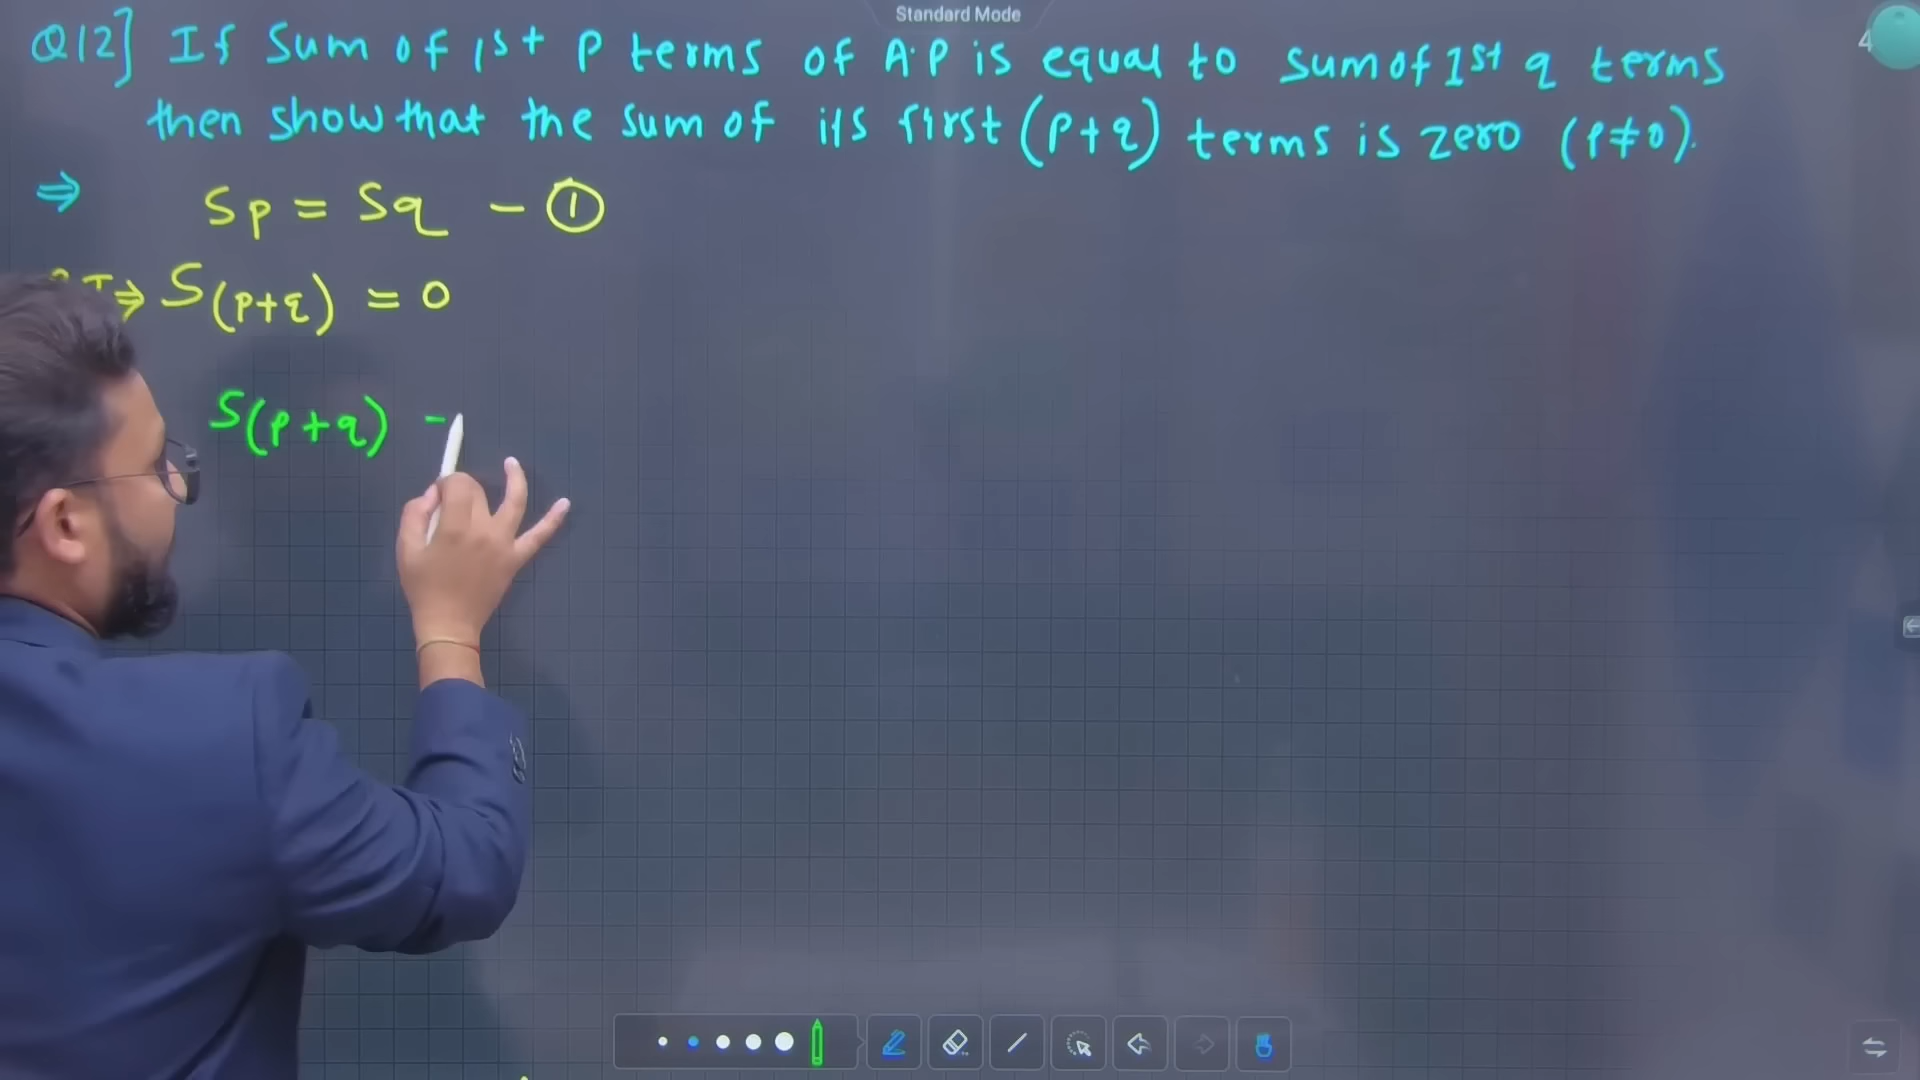 Standard Mode
4
Q12] If Sum of 1st P terms of A.P is equal to sum of 1st q terms
then show that the sum of its first (P+q) terms is zero (P≠0).
⇒ Sp = Sq - ①
⇒ S(p+q) = 0
S(p+q) -